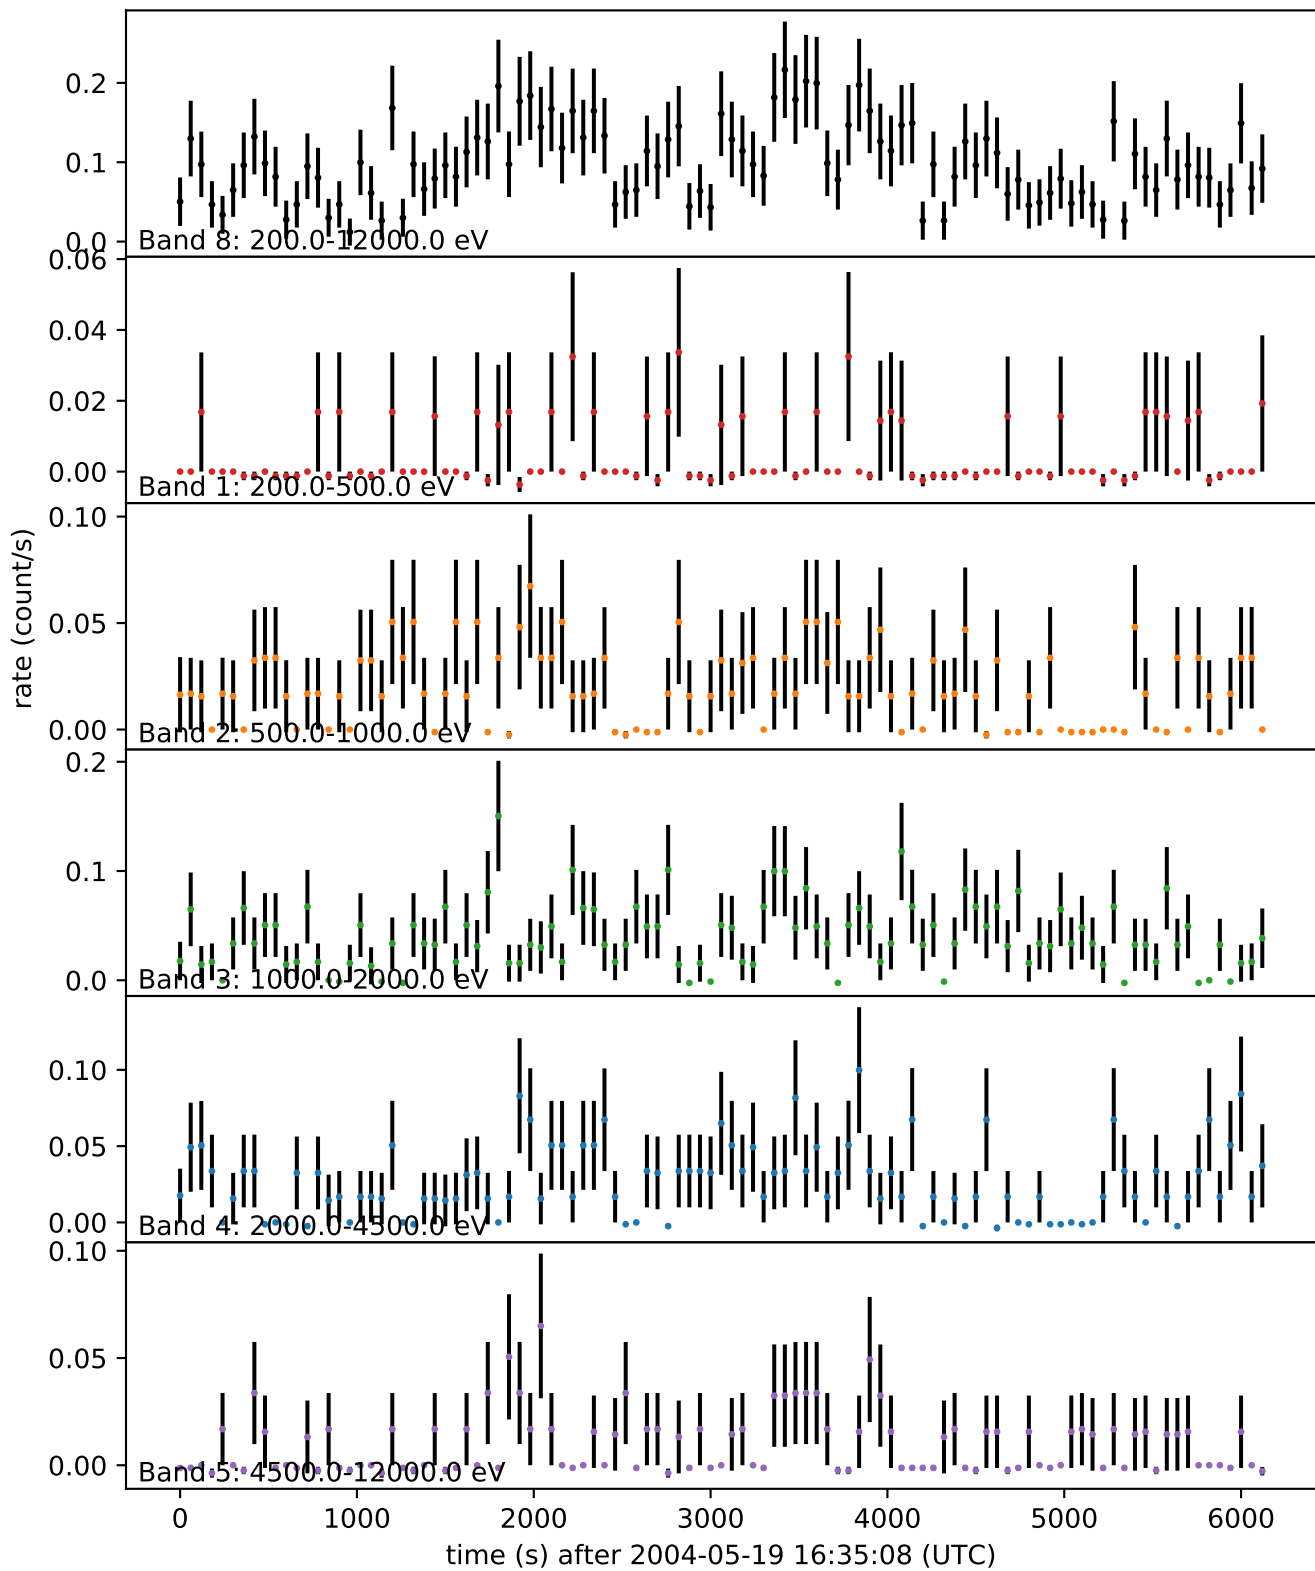 0.2
0.1
0.0
Band 8: 200.0-12000.0 eV
0.06
0.04
0.02
0.00
Band 1: 200.0-500.0 eV
0.10
0.05
0.00
Band 2: 500.0-1000.0 eV
rate (count/s)
0.2
0.1
0.0
Band 3: 1000.0-2000.0 eV
0.10
0.05
0.00
Band 4: 2000.0-4500.0 eV
0.10
0.05
0.00
Band 5: 4500.0-12000.0 eV
0 1000 2000 3000 4000 5000 6000
time (s) after 2004-05-19 16:35:08 (UTC)